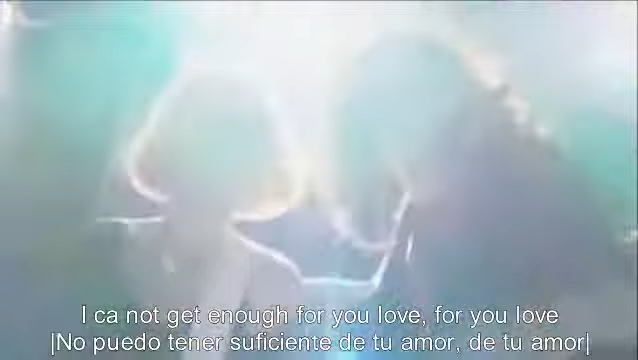 I ca not get enough for you love, for you love
|No puedo tener suficiente de tu amor, de tu amor|